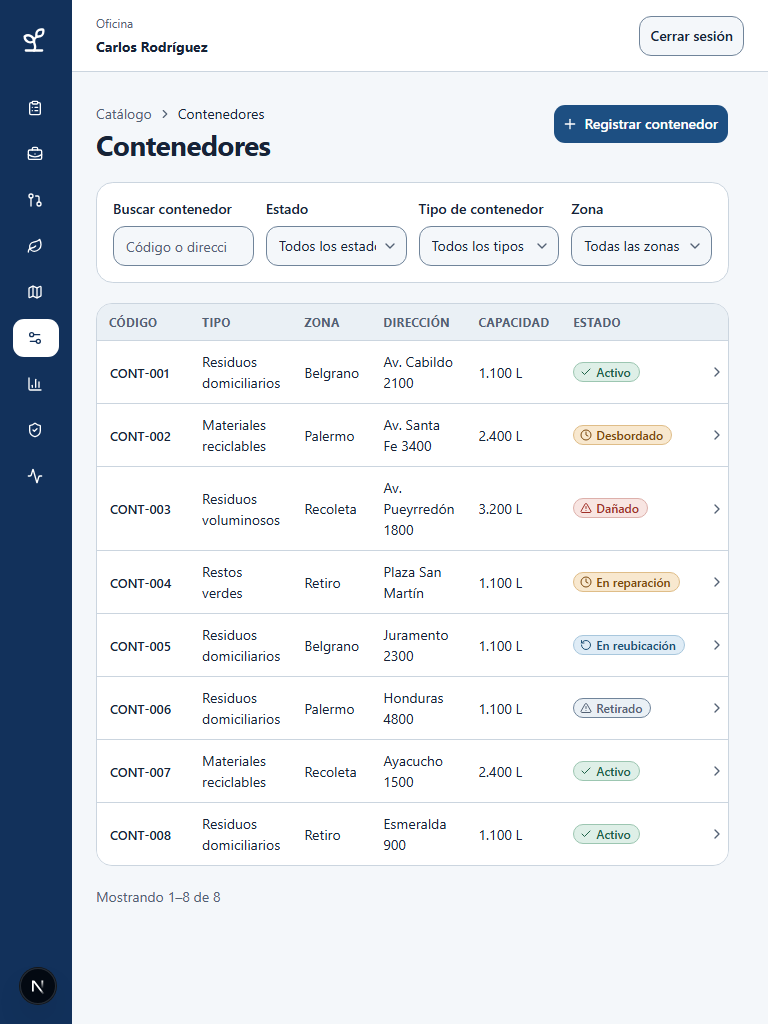 Oficina
Carlos Rodríguez
Cerrar sesión
Catálogo > Contenedores
Contenedores
+ Registrar contenedor
Buscar contenedor
Código o direcci
Estado
Todos los estado
Tipo de contenedor
Todos los tipos
Zona
Todas las zonas
CÓDIGO TIPO ZONA DIRECCIÓN CAPACIDAD ESTADO
CONT-001 Residuos domiciliarios Belgrano Av. Cabildo 2100 1.100 L Activo
CONT-002 Materiales reciclables Palermo Av. Santa Fe 3400 2.400 L Desbordado
CONT-003 Residuos voluminosos Recoleta Av. Pueyrredón 1800 3.200 L Dañado
CONT-004 Restos verdes Retiro Plaza San Martín 1.100 L En reparación
CONT-005 Residuos domiciliarios Belgrano Juramento 2300 1.100 L En reubicación
CONT-006 Residuos domiciliarios Palermo Honduras 4800 1.100 L Retirado
CONT-007 Materiales reciclables Recoleta Ayacucho 1500 2.400 L Activo
CONT-008 Residuos domiciliarios Retiro Esmeralda 900 1.100 L Activo
Mostrando 1–8 de 8
N